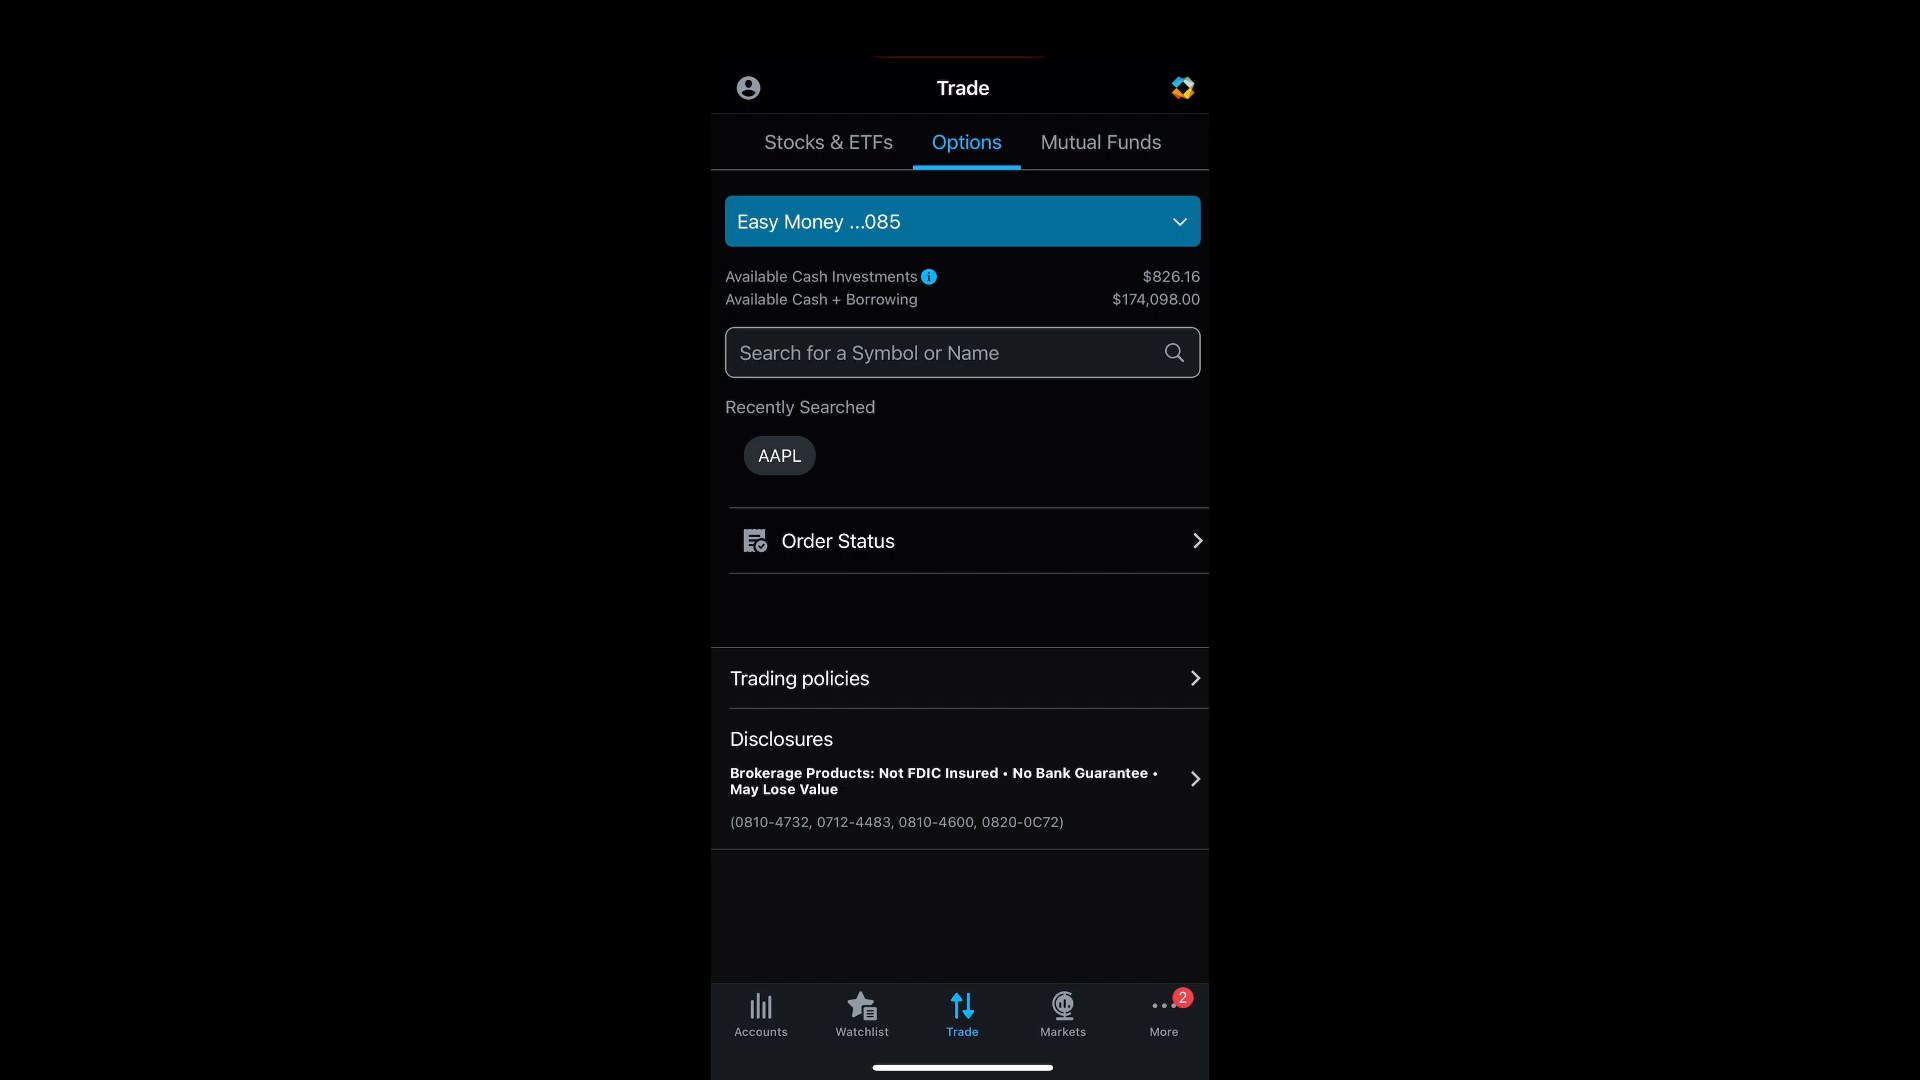 Trade
Stocks & ETFs Options Mutual Funds
Easy Money ...085
Available Cash Investments $826.16
Available Cash + Borrowing $174,098.00
Search for a Symbol or Name
Recently Searched
AAPL
Order Status
Trading policies
Disclosures
Brokerage Products: Not FDIC Insured • No Bank Guarantee •
May Lose Value
(0810-4732, 0712-4483, 0810-4600, 0820-0C72)
2
Accounts Watchlist Trade Markets More